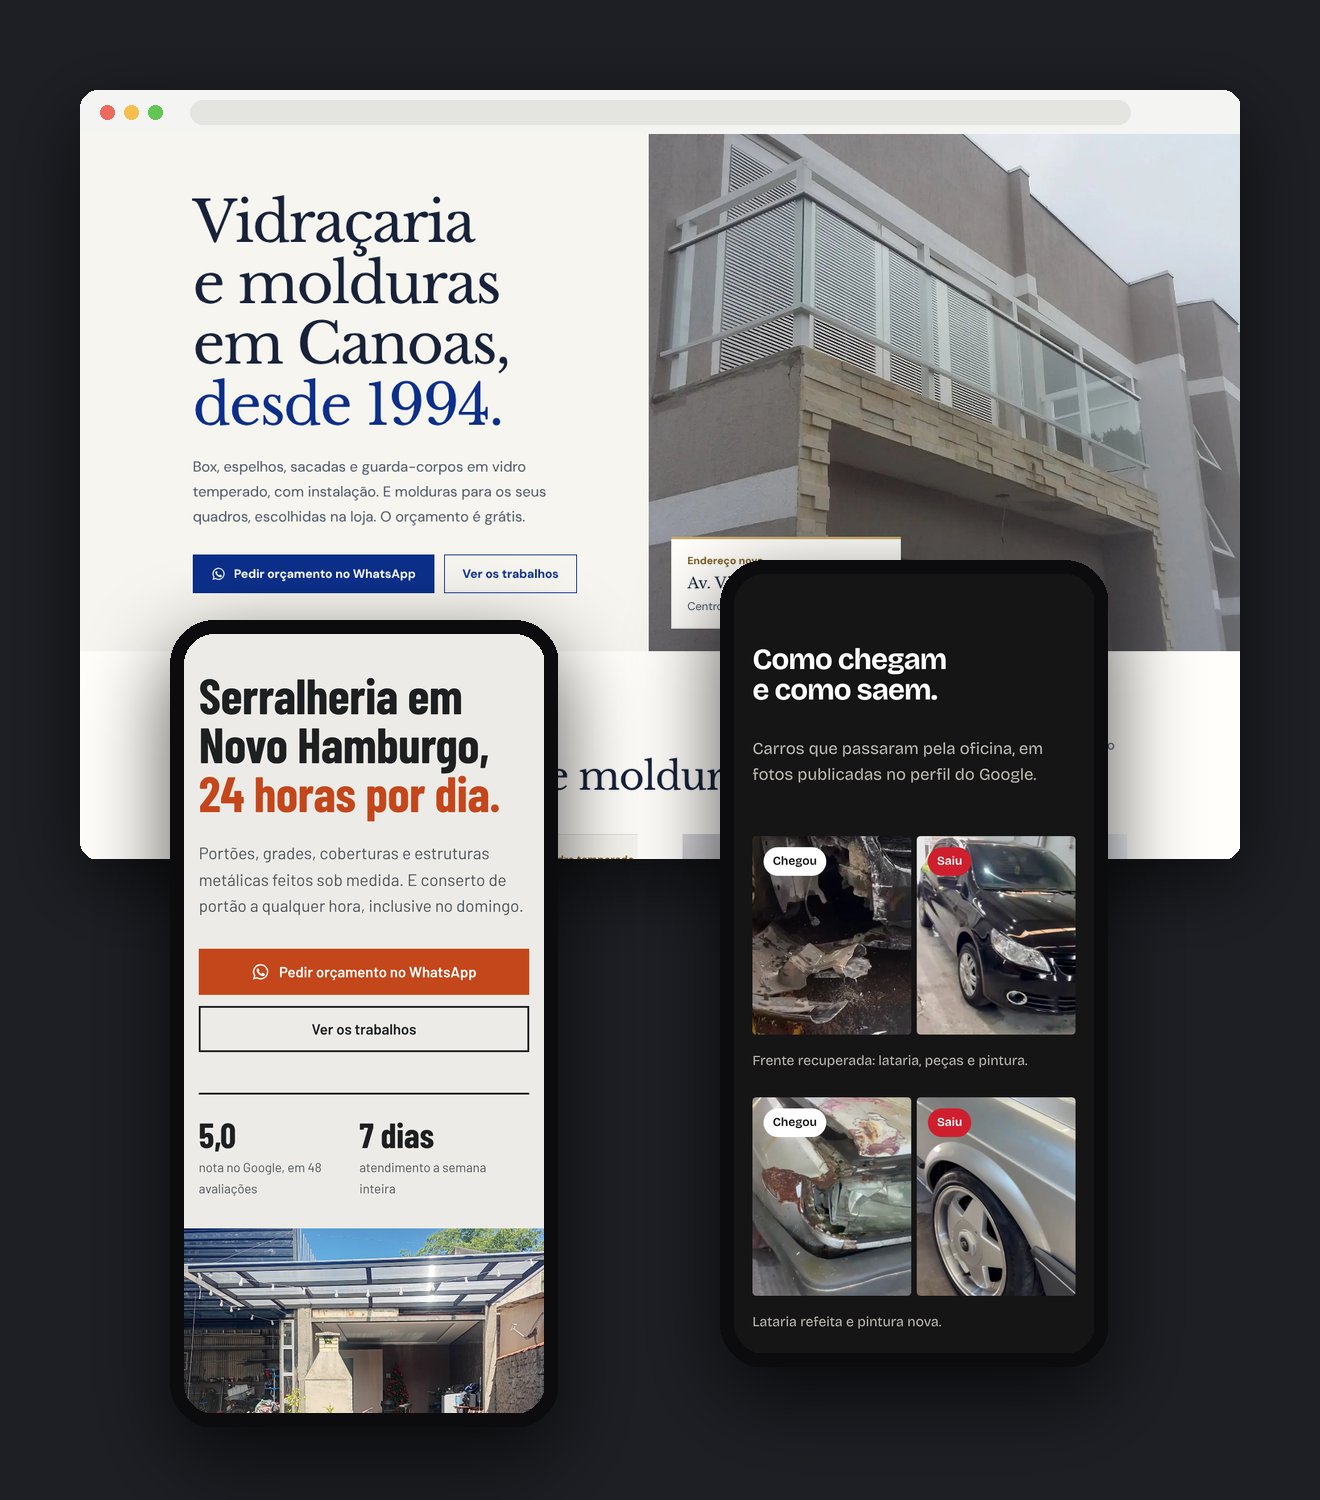 Vidraçaria
e molduras
em Canoas,
desde 1994.
Box, espelhos, sacadas e guarda-corpos em vidro
temperado, com instalação. E molduras para os seus
quadros, escolhidas na loja. O orçamento é grátis.
Pedir orçamento no WhatsApp
Ver os trabalhos
Endereço novo
Av.
Centro
e moldur
Serralheria em
Novo Hamburgo,
24 horas por dia.
Portões, grades, coberturas e estruturas
metálicas feitos sob medida. E conserto de
portão a qualquer hora, inclusive no domingo.
Pedir orçamento no WhatsApp
Ver os trabalhos
5,0
nota no Google, em 48
avaliações
7 dias
atendimento a semana
inteira
Como chegam
e como saem.
Carros que passaram pela oficina, em
fotos publicadas no perfil do Google.
Chegou
Saiu
Frente recuperada: lataria, peças e pintura.
Chegou
Saiu
Lataria refeita e pintura nova.